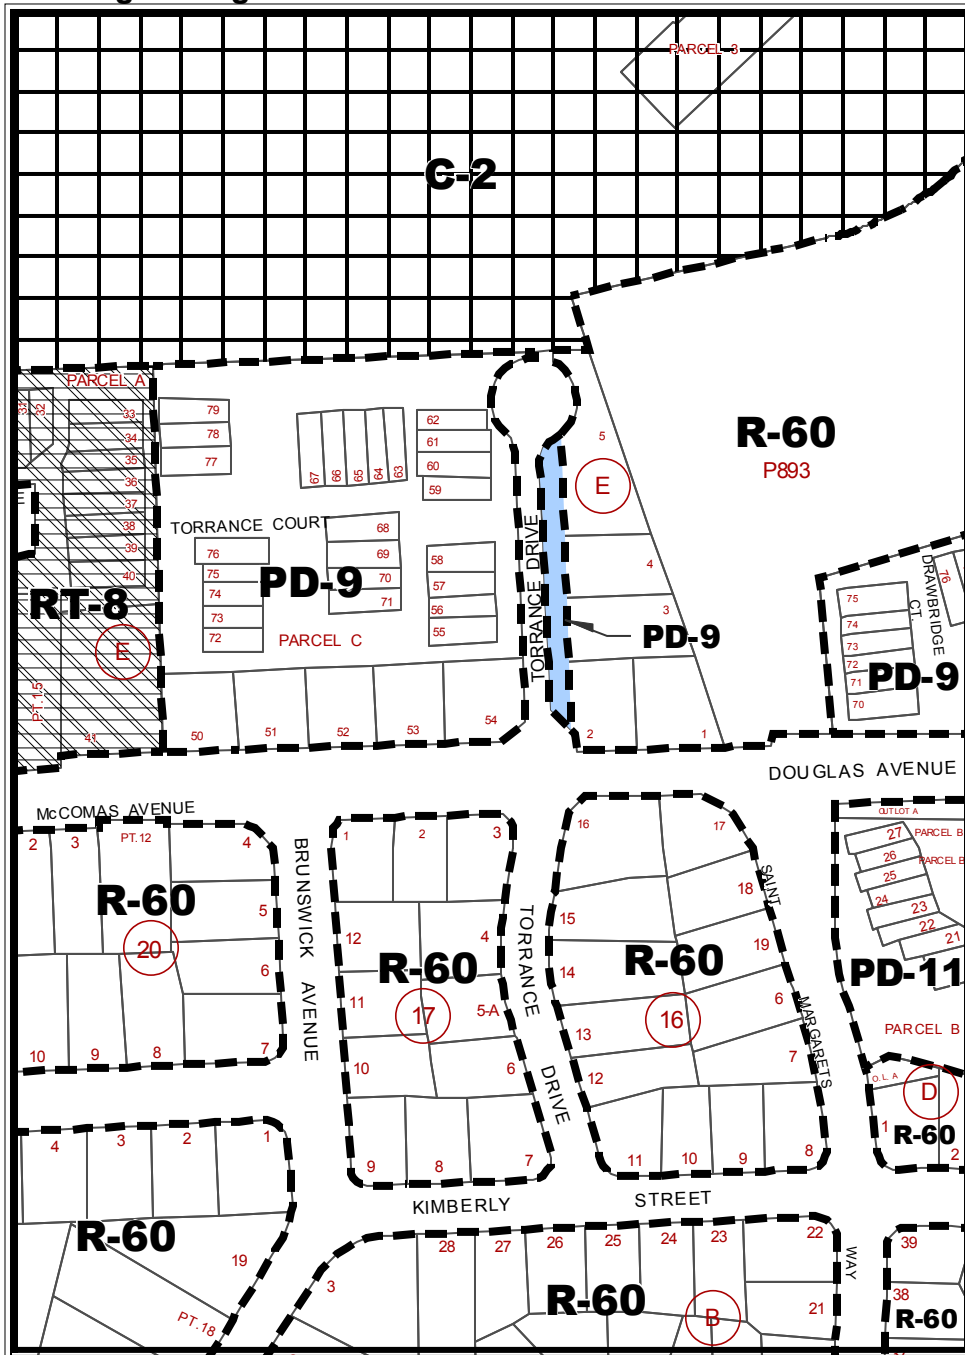 PARCEL 3
C-2
PARCEL A
32
32
33
34
35
36
37
38
39
40
E
RT-8
E
PT.15
41
79
78
77
67
66
65
64
63
62
61
60
59
TORRANCE COURT
68
69
70
71
76
75
74
73
72
PD-9
PARCEL C
58
57
56
55
50
51
52
53
54
TORRANCE DRIVE
5
E
4
3
PD-9
2
1
R-60
P893
DRAWBRIDGE
CT.
76
75
74
73
72
71
70
PD-9
DOUGLAS AVENUE
McCOMAS AVENUE
2
3
PT.12
4
R-60
5
20
6
10
9
8
7
BRUNSWICK AVENUE
1
2
3
12
4
R-60
11
17
5-A
10
6
9
8
7
TORRANCE DRIVE
16
17
15
18
R-60
19
14
16
6
13
7
12
11
10
9
8
SAINT MARGARETS
WAY
OUTLOT A
27
PARCEL B
26
PARCEL B
25
24
23
22
21
PD-11
PARCEL B
O.L. A
D
1
R-60
2
4
3
2
1
R-60
19
PT.18
KIMBERLY STREET
3
28
27
26
25
24
23
22
R-60
B
21
39
38
R-60